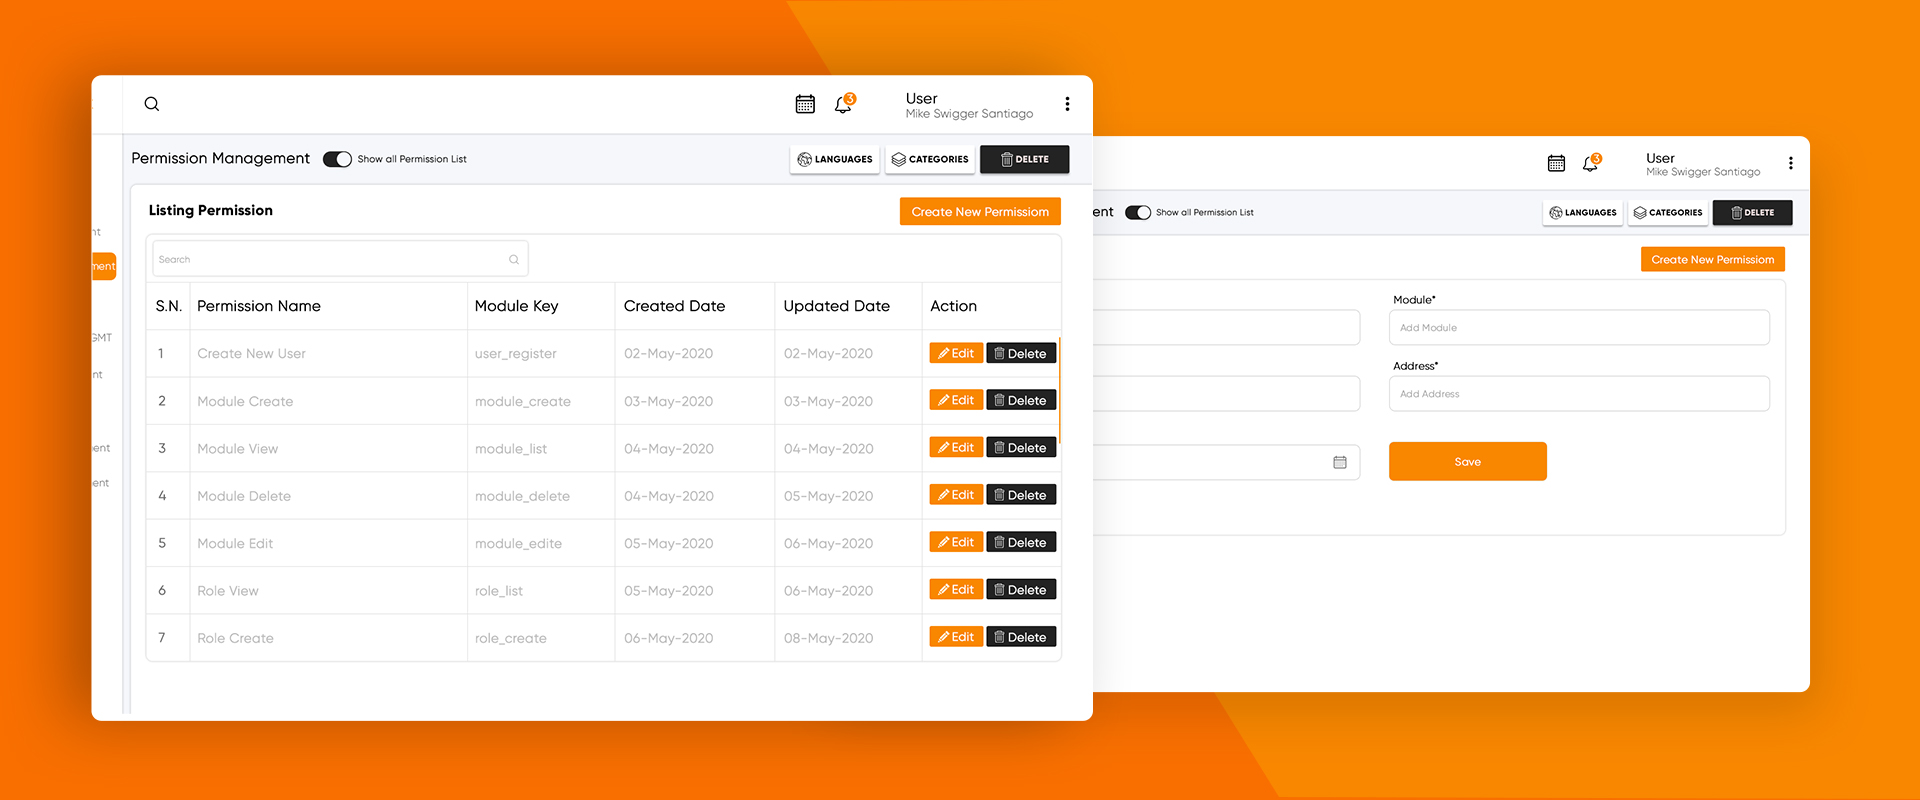 User
Mike Swigger Santiago
3
Permission Management
Show all Permission List
LANGUAGES
CATEGORIES
DELETE
Listing Permission
Create New Permissiom
Search
S.N. Permission Name Module Key Created Date Updated Date Action
1 Create New User user_register 02-May-2020 02-May-2020 Edit Delete
2 Module Create module_create 03-May-2020 03-May-2020 Edit Delete
3 Module View module_list 04-May-2020 04-May-2020 Edit Delete
4 Module Delete module_delete 04-May-2020 05-May-2020 Edit Delete
5 Module Edit module_edite 05-May-2020 06-May-2020 Edit Delete
6 Role View role_list 05-May-2020 06-May-2020 Edit Delete
7 Role Create role_create 06-May-2020 08-May-2020 Edit Delete
nt
ment
GMT
nt
ent
ent
3
User
Mike Swigger Santiago
ent
Show all Permission List
LANGUAGES
CATEGORIES
DELETE
Create New Permissiom
Module*
Add Module
Address*
Add Address
Save